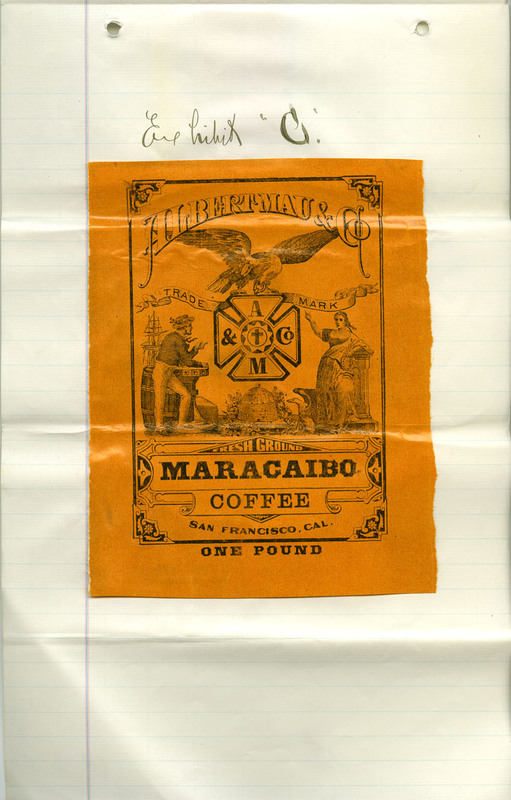 Exhibit "C".
ALBERT MAU & Co
TRADE MARK
A
& Co
M
FRESH GROUND
MARACAIBO
COFFEE
SAN FRANCISCO, CAL.
ONE POUND